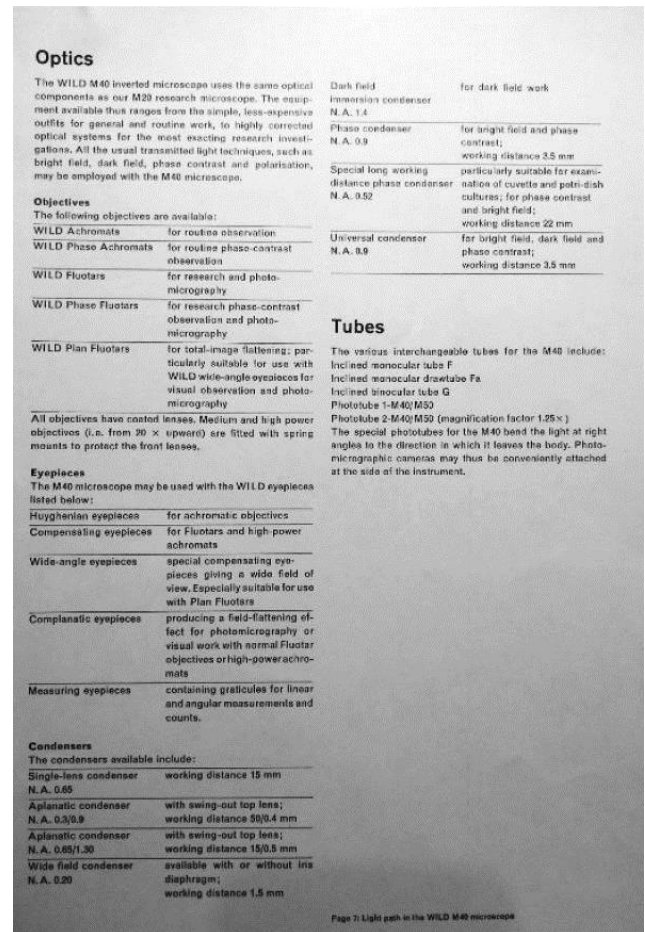 Optics
The WILD M40 inverted microscope uses the same optical
components as our M20 research microscope. The equip-
ment available thus ranges from the simple, less-expensive
outfits for general and routine work, to highly corrected
optical systems for the most exacting research investi-
gations. All the usual transmitted light techniques, such as
bright field, dark field, phase contrast and polarisation,
may be employed with the M40 microscope.
Objectives
The following objectives are available:
WILD Achromats for routine observation
WILD Phase Achromats for routine phase-contrast
observation
WILD Fluotars for research and photo-
micrography
WILD Phase Fluotars for research phase-contrast
observation and photo-
micrography
WILD Plan Fluotars for total-image flattening; par-
ticularly suitable for use with
WILD wide-angle eyepieces for
visual observation and photo-
micrography
All objectives have coated lenses. Medium and high power
objectives (i.e. from 20 × upward) are fitted with spring
mounts to protect the front lenses.
Eyepieces
The M40 microscope may be used with the WILD eyepieces
listed below:
Huyghenian eyepieces for achromatic objectives
Compensating eyepieces for Fluotars and high-power
achromats
Wide-angle eyepieces special compensating eye-
pieces giving a wide field of
view. Especially suitable for use
with Plan Fluotars
Complanatic eyepieces producing a field-flattening ef-
fect for photomicrography or
visual work with normal Fluotar
objectives or high-power achro-
mats
Measuring eyepieces containing graticules for linear
and angular measurements and
counts.
Condensers
The condensers available include:
Single-lens condenser working distance 15 mm
N.A. 0.65
Aplanatic condenser with swing-out top lens;
N.A. 0.3/0.9 working distance 50/0.4 mm
Aplanatic condenser with swing-out top lens;
N.A. 0.65/1.30 working distance 15/0.5 mm
Wide field condenser available with or without iris
N.A. 0.20 diaphragm;
working distance 1.5 mm
Dark field for dark field work
immersion condenser
N.A. 1.4
Phase condenser for bright field and phase
N.A. 0.9 contrast;
working distance 3.5 mm
Special long working particularly suitable for exami-
distance phase condenser nation of cuvette and petri-dish
N.A. 0.52 cultures; for phase contrast
and bright field;
working distance 22 mm
Universal condenser for bright field, dark field and
N.A. 0.9 phase contrast;
working distance 3.5 mm
Tubes
The various interchangeable tubes for the M40 include:
Inclined monocular tube F
Inclined monocular drawtube Fa
Inclined binocular tube G
Phototube 1-M40/M50
Phototube 2-M40/M50 (magnification factor 1.25×)
The special phototubes for the M40 bend the light at right
angles to the direction in which it leaves the body. Photo-
micrographic cameras may thus be conveniently attached
at the side of the instrument.
Page 7: Light path in the WILD M40 microscope